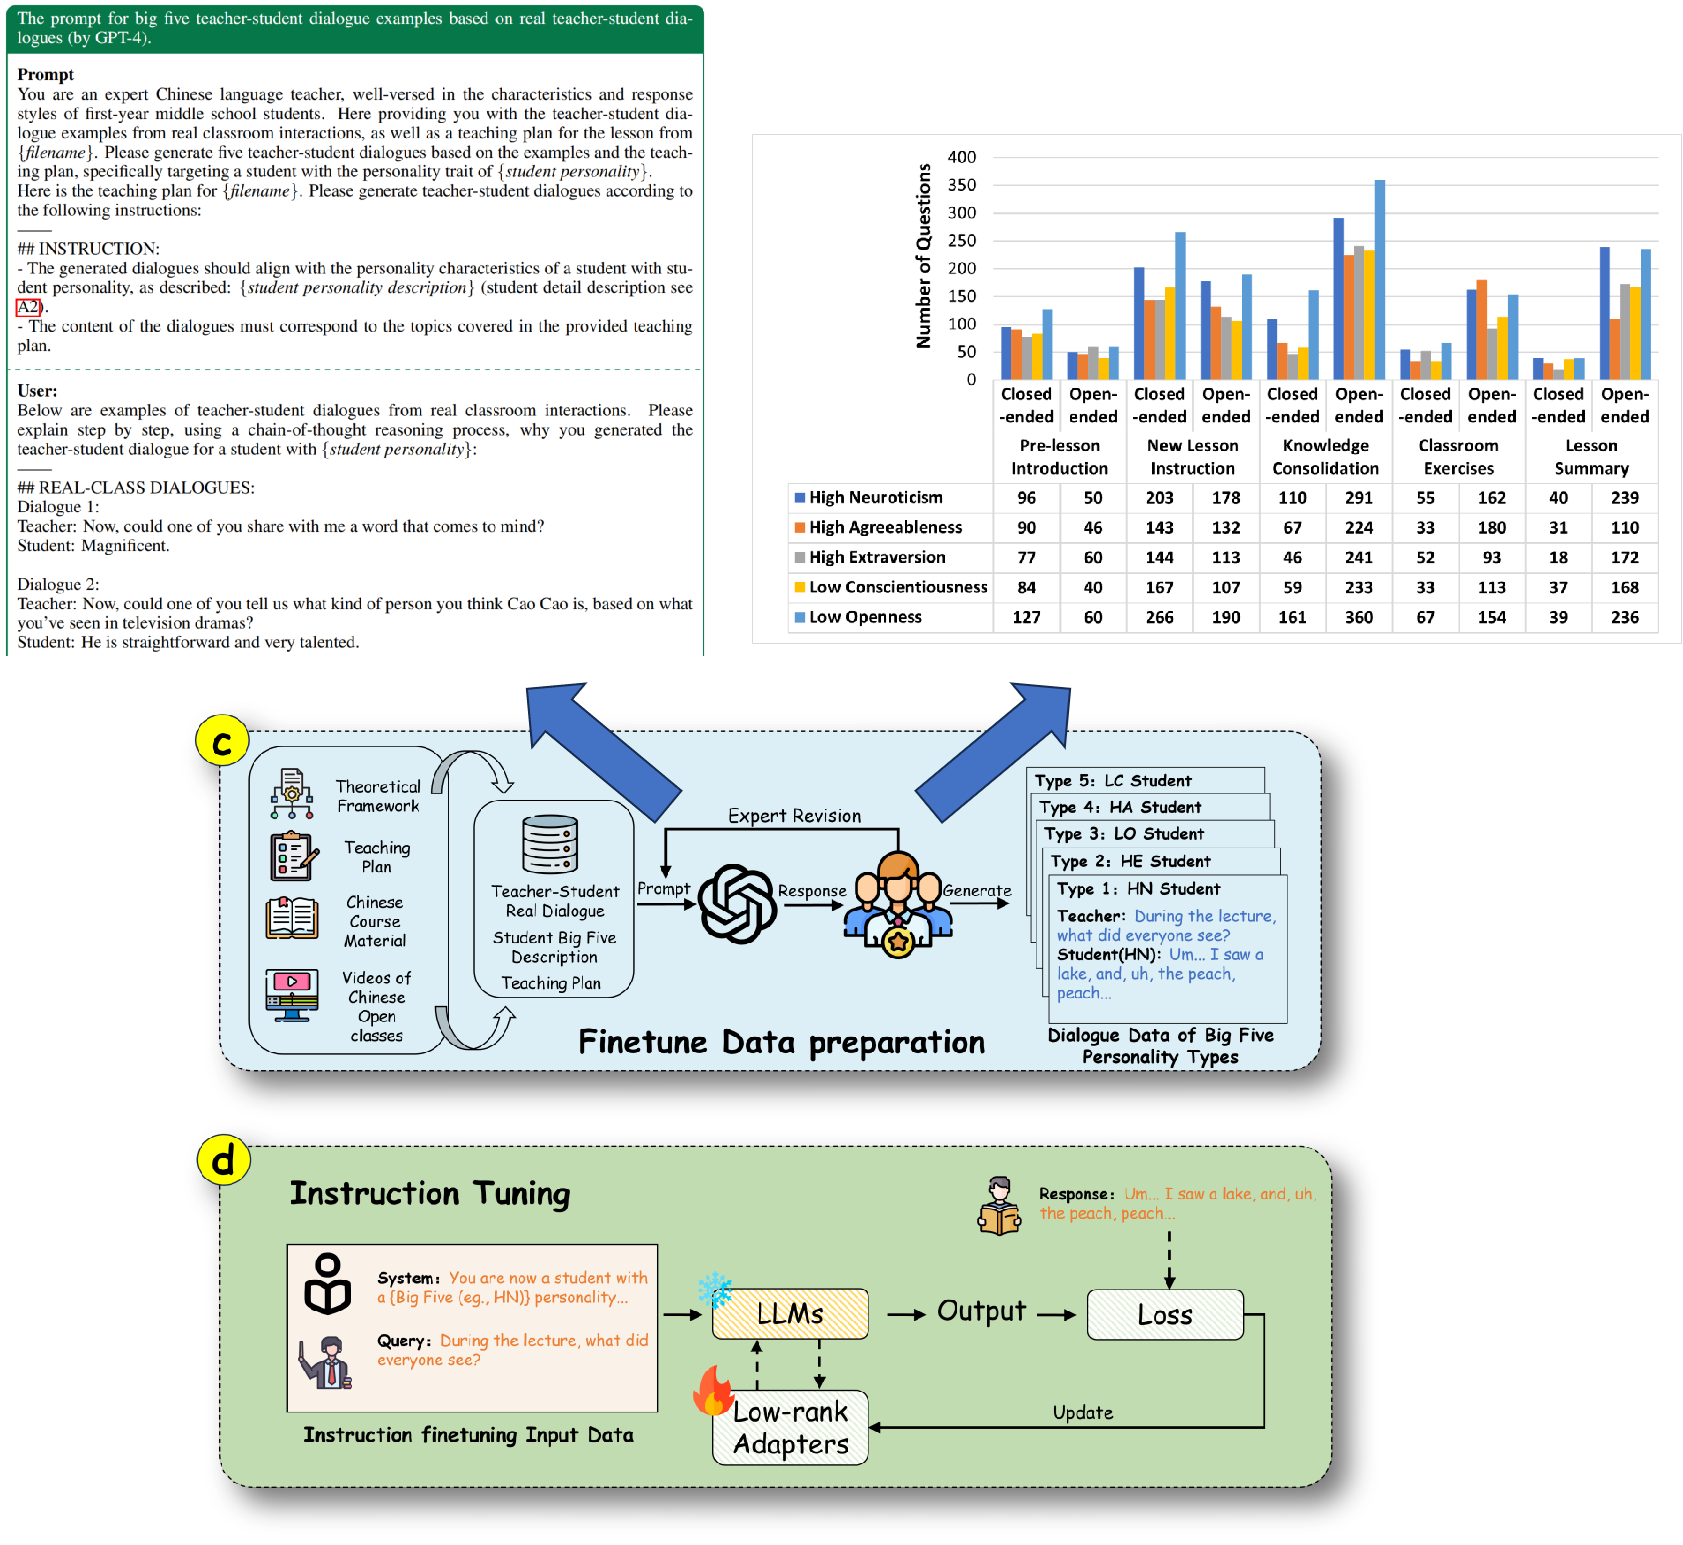 The prompt for big five teacher-student dialogue examples based on real teacher-student dia-
logues (by GPT-4).
Prompt
You are an expert Chinese language teacher, well-versed in the characteristics and response
styles of first-year middle school students. Here providing you with the teacher-student dia-
logue examples from real classroom interactions, as well as a teaching plan for the lesson from
{filename}. Please generate five teacher-student dialogues based on the examples and the teach-
ing plan, specifically targeting a student with the personality trait of {student personality}.
Here is the teaching plan for {filename}. Please generate teacher-student dialogues according to
the following instructions:
## INSTRUCTION:
- The generated dialogues should align with the personality characteristics of a student with stu-
dent personality, as described: {student personality description} (student detail description see
A2).
- The content of the dialogues must correspond to the topics covered in the provided teaching
plan.
User:
Below are examples of teacher-student dialogues from real classroom interactions. Please
explain step by step, using a chain-of-thought reasoning process, why you generated the
teacher-student dialogue for a student with {student personality}:
## REAL-CLASS DIALOGUES:
Dialogue 1:
Teacher: Now, could one of you share with me a word that comes to mind?
Student: Magnificent.
Dialogue 2:
Teacher: Now, could one of you tell us what kind of person you think Cao Cao is, based on what
you've seen in television dramas?
Student: He is straightforward and very talented.
Number of Questions
400
350
300
250
200
150
100
50
0
Closed Open- Closed Open- Closed Open- Closed Open- Closed Open-
-ended ended -ended ended -ended ended -ended ended -ended ended
Pre-lesson New Lesson Knowledge Classroom Lesson
Introduction Instruction Consolidation Exercises Summary
High Neuroticism 96 50 203 178 110 291 55 162 40 239
High Agreeableness 90 46 143 132 67 224 33 180 31 110
High Extraversion 77 60 144 113 46 241 52 93 18 172
Low Conscientiousness 84 40 167 107 59 233 33 113 37 168
Low Openness 127 60 266 190 161 360 67 154 39 236
c
Theoretical
Framework
Teaching
Plan
Chinese
Course
Material
Videos of
Chinese
Open
classes
Teacher-Student
Real Dialogue
Student Big Five
Description
Teaching Plan
Prompt
Expert Revision
Response
Generate
Type 5: LC Student
Type 4: HA Student
Type 3: LO Student
Type 2: HE Student
Type 1: HN Student
Teacher: During the lecture,
what did everyone see?
Student(HN): Um... I saw a
lake, and, uh, the peach,
peach...
Dialogue Data of Big Five
Personality Types
Finetune Data preparation
d
Instruction Tuning
System: You are now a student with
a {Big Five (eg., HN)} personality...
Query: During the lecture, what did
everyone see?
Instruction finetuning Input Data
LLMs
Low-rank
Adapters
Output
Response: Um... I saw a lake, and, uh,
the peach, peach...
Loss
Update